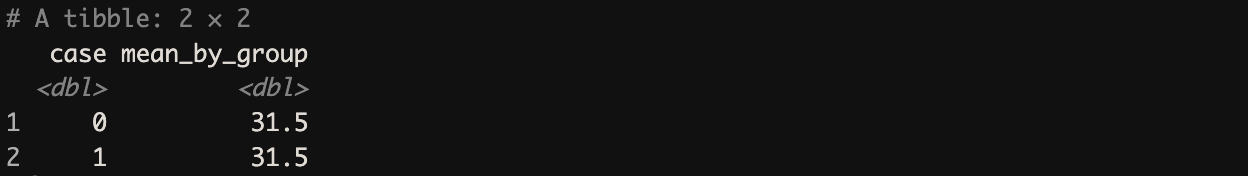 # A tibble: 2 × 2
case mean_by_group
<dbl> <dbl>
1 0 31.5
2 1 31.5